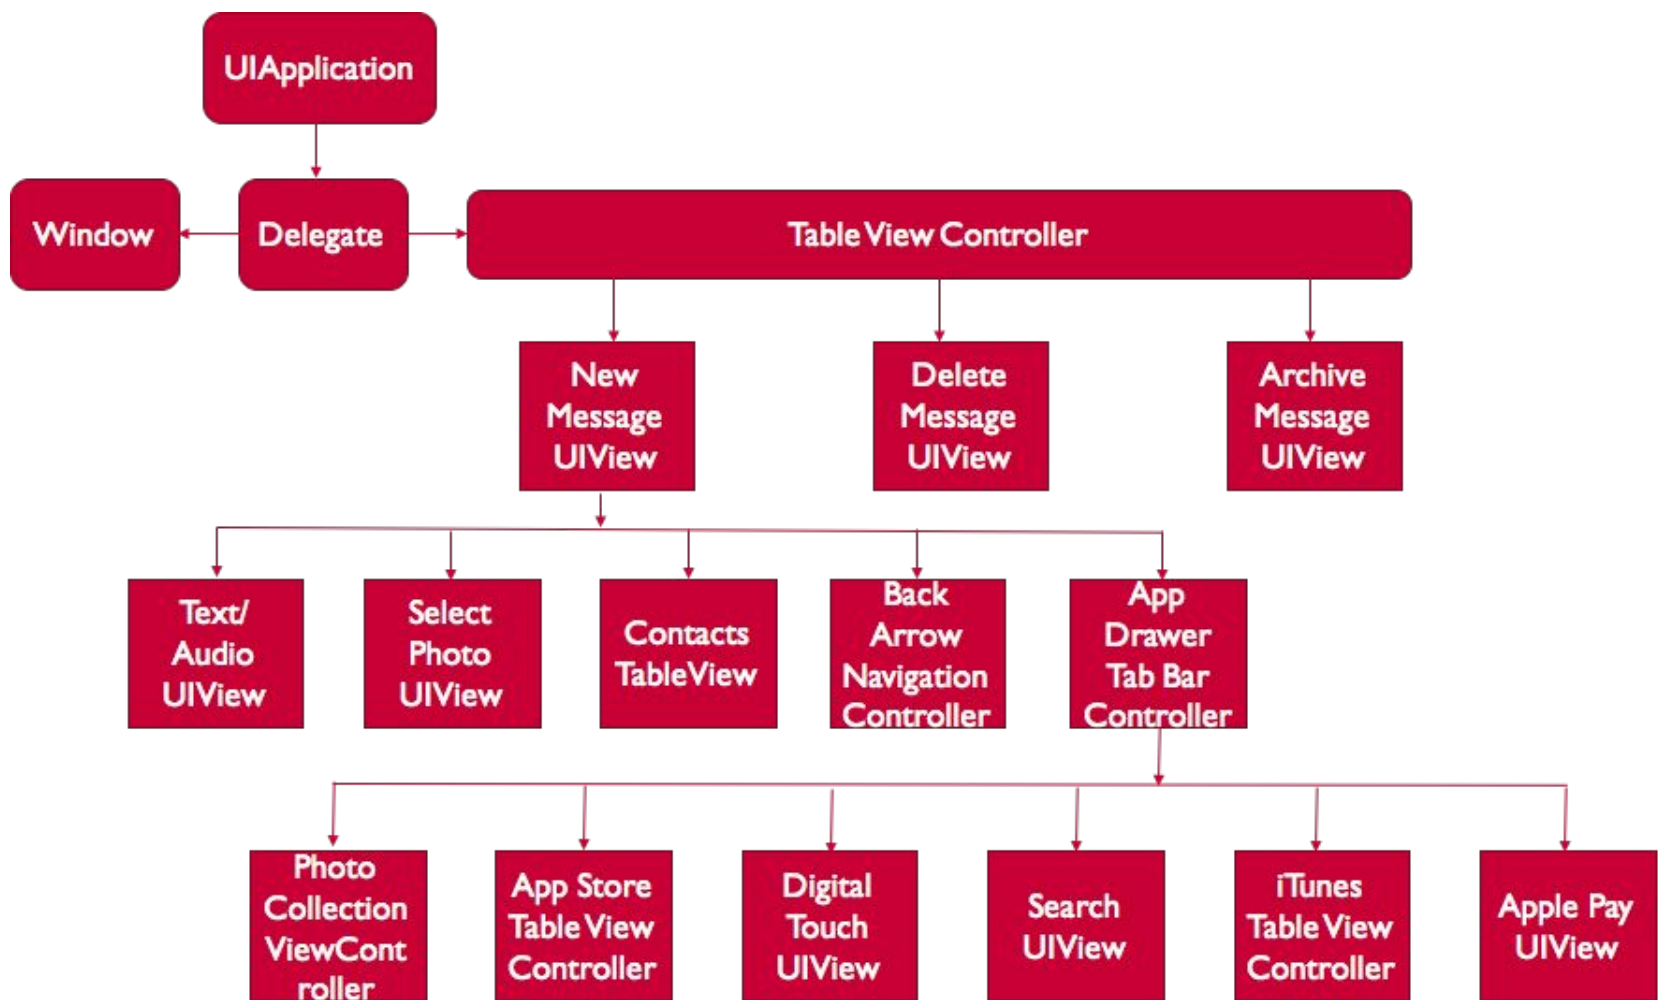 UIApplication
Window
Delegate
Table View Controller
New
Message
UIView
Delete
Message
UIView
Archive
Message
UIView
Text/
Audio
UIView
Select
Photo
UIView
Contacts
TableView
Back
Arrow
Navigation
Controller
App
Drawer
Tab Bar
Controller
Photo
Collection
ViewCont
roller
App Store
Table View
Controller
Digital
Touch
UIView
Search
UIView
iTunes
Table View
Controller
Apple Pay
UIView